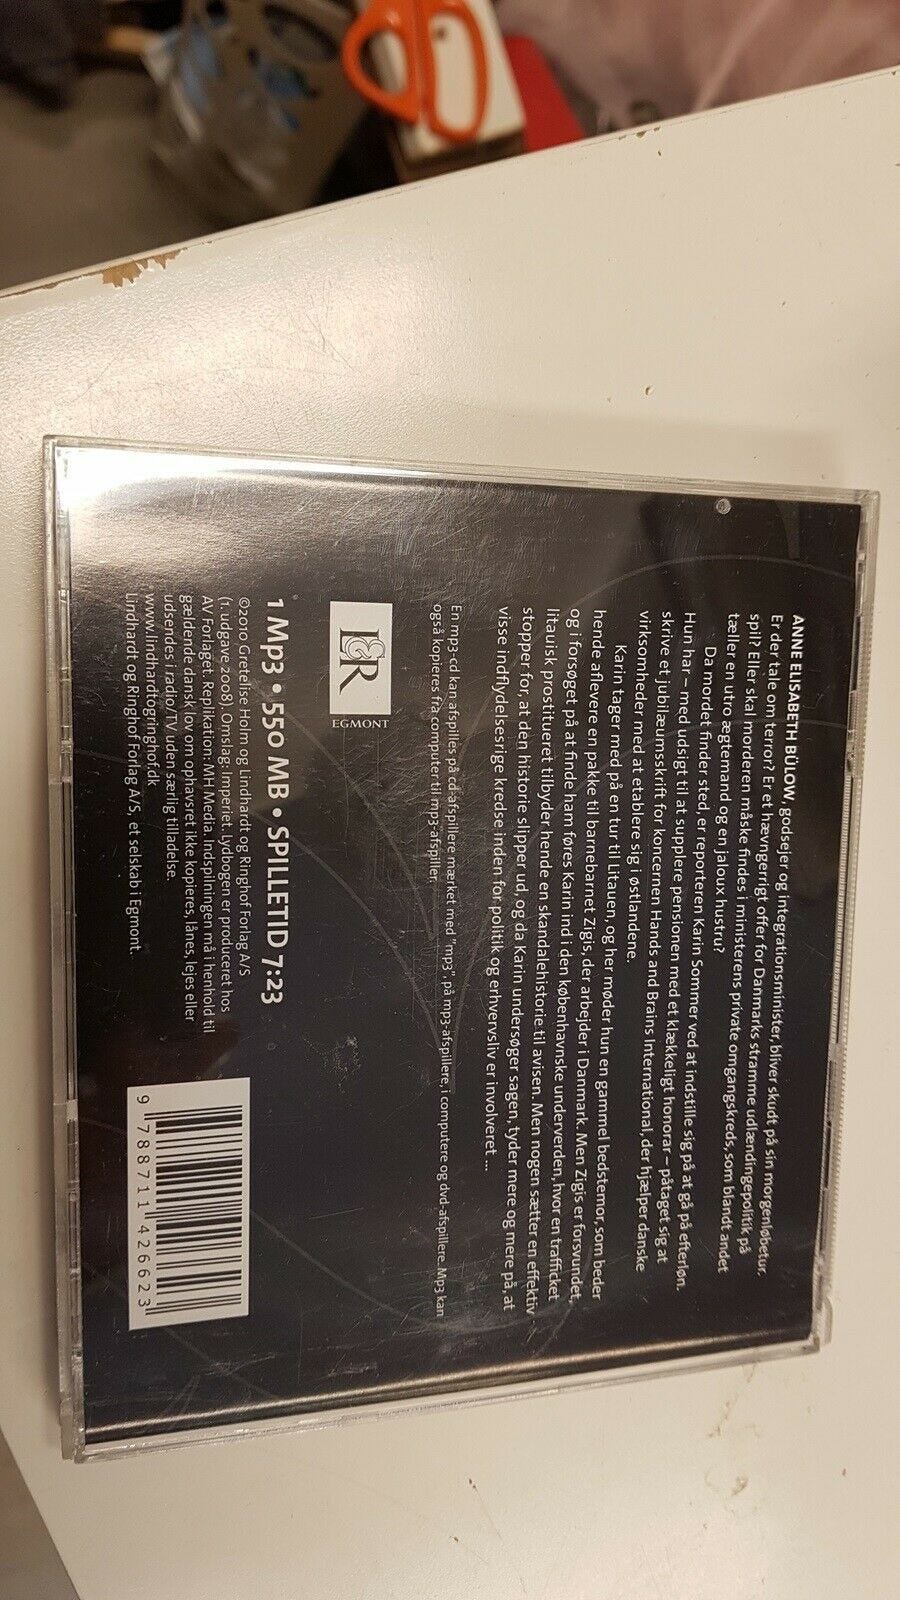 ANNE ELISABETH BÜLOW, godsejer og integrationsminister, bliver skudt på sin morgenløbetur.
Er der tale om terror? Er et hævngerrigt offer for Danmarks stramme udlændingepolitik på
spil? Eller skal morderen måske findes i ministerens private omgangskreds, som blandt andet
tæller en utro ægtemand og en jaloux hustru?
Da mordet finder sted, er reporteren Karin Sommer ved at indstille sig på at gå på efterløn.
Hun har – med udsigt til at supplere pensionen med et klækkeligt honorar – påtaget sig at
skrive et jubilæumsskrift for koncernen Hands and Brains International, der hjælper danske
virksomheder med at etablere sig i østlandene.
Karin tager med på en tur til Litauen, og her møder hun en gammel bedstemor, som beder
hende aflevere en pakke til barnebarnet Zigis, der arbejder i Danmark. Men Zigis er forsvundet,
og i forsøget på at finde ham føres Karin ind i den københavnske underverden, hvor en trafficket
litauisk prostitueret tilbyder hende en skandalehistorie til avisen. Men nogen sætter en effektiv
stopper for, at den historie slipper ud, og da Karin undersøger sagen, tyder mere og mere på, at
visse indflydelsesrige kredse inden for politik og erhvervsliv er involveret ...
En mp3-cd kan afspilles på cd-afspillere mærket med "mp3", på mp3-afspillere, i computere og dvd-afspillere. Mp3 kan
også kopieres fra computer til mp3-afspiller.
L&R
EGMONT
1 Mp3 • 550 MB • SPILLETID 7:23
©2010 Gretelise Holm og Lindhardt og Ringhof Forlag A/S
(1. udgave 2008). Omslag: Imperiet. Lydbogen er produceret hos
AV Forlaget. Replikation: MH Media. Indspilningen må i henhold til
gældende dansk lov om ophavsret ikke kopieres, lånes, lejes eller
udsendes i radio/TV uden særlig tilladelse.
www.lindhardtogringhof.dk
Lindhardt og Ringhof Forlag A/S, et selskab i Egmont.
9 788711 426623